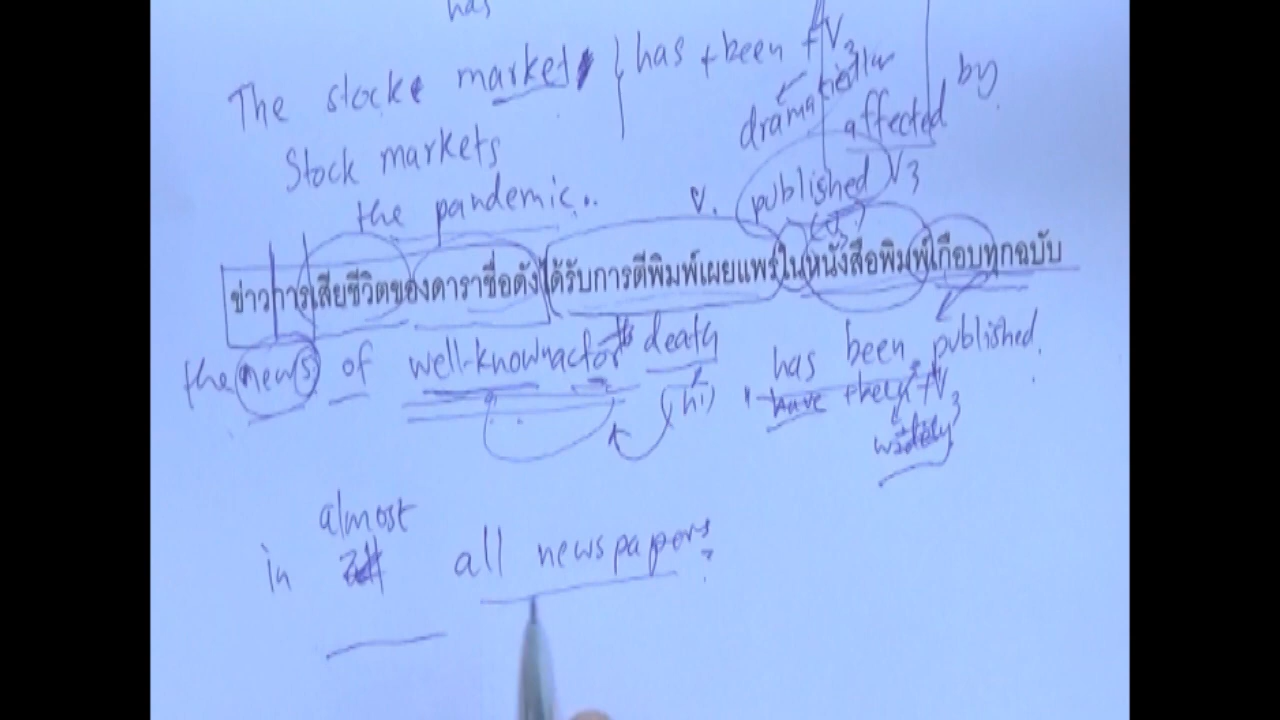 has
The stock market has + been + V3
dramatically affected by
Stock markets
the pandemic..
v. published V3
ข่าวการเสียชีวิตของดาราชื่อดังได้รับการตีพิมพ์เผยแพร่ในหนังสือพิมพ์เกือบทุกฉบับ
the news of well-known actor's death has been published.
(n.) have + been + V3
widely
almost
in all newspapers